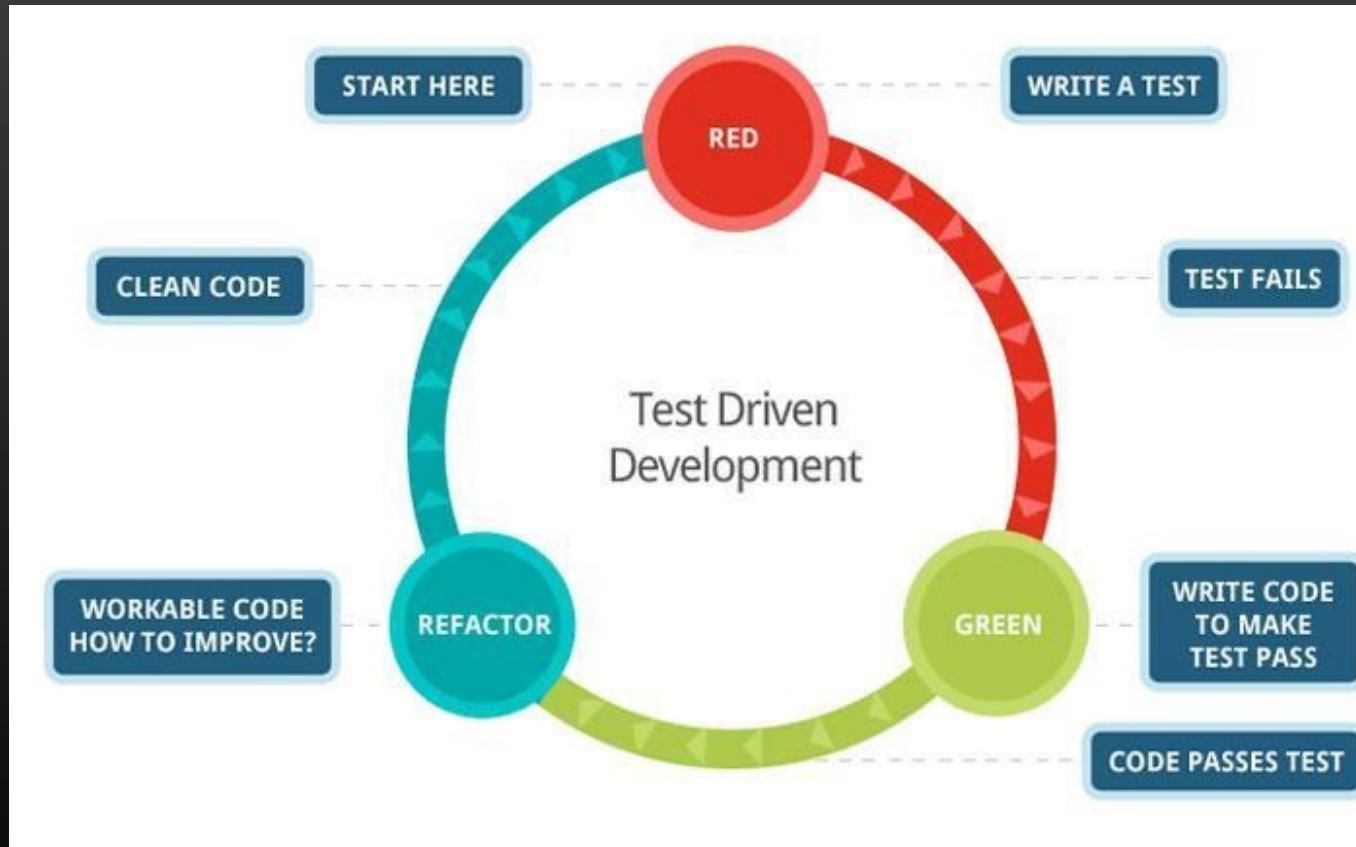 START HERE
WRITE A TEST
RED
CLEAN CODE
TEST FAILS
Test Driven
Development
WORKABLE CODE
HOW TO IMPROVE?
REFACTOR
GREEN
WRITE CODE
TO MAKE
TEST PASS
CODE PASSES TEST